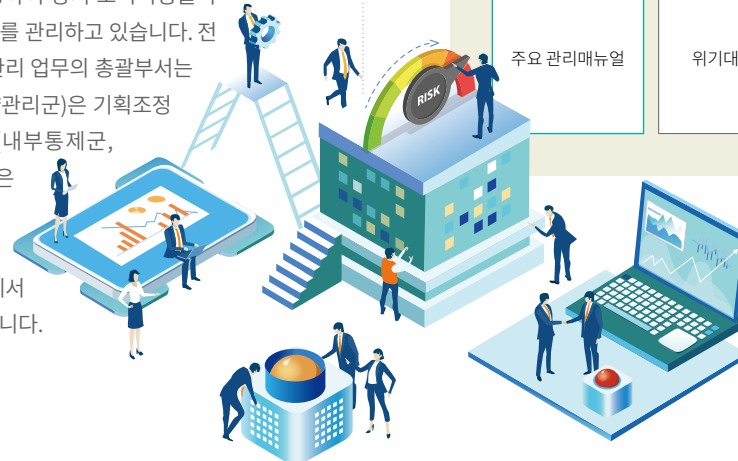 를 관리하고 있습니다. 전
업무의 총괄부서는
관리군)은 기획조정
내부통제군,
은
니다.
RISK
주요 관리매뉴얼
위기대